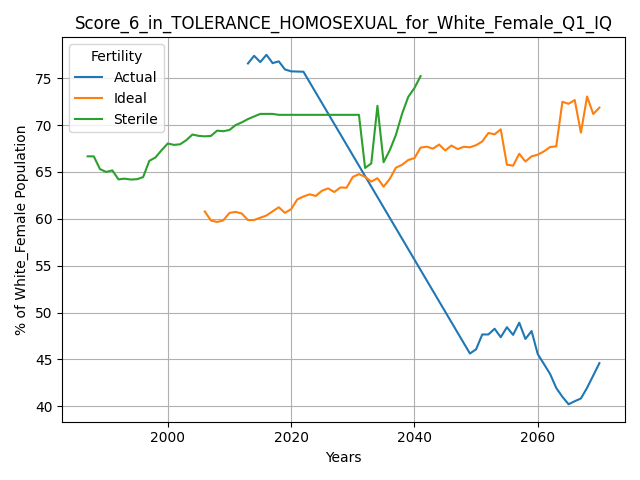 Score_6_in_TOLERANCE_HOMOSEXUAL_for_White_Female_Q1_IQ
Fertility
Actual
Ideal
Sterile
% of White_Female Population
75
70
65
60
55
50
45
40
2000
2020
2040
2060
Years